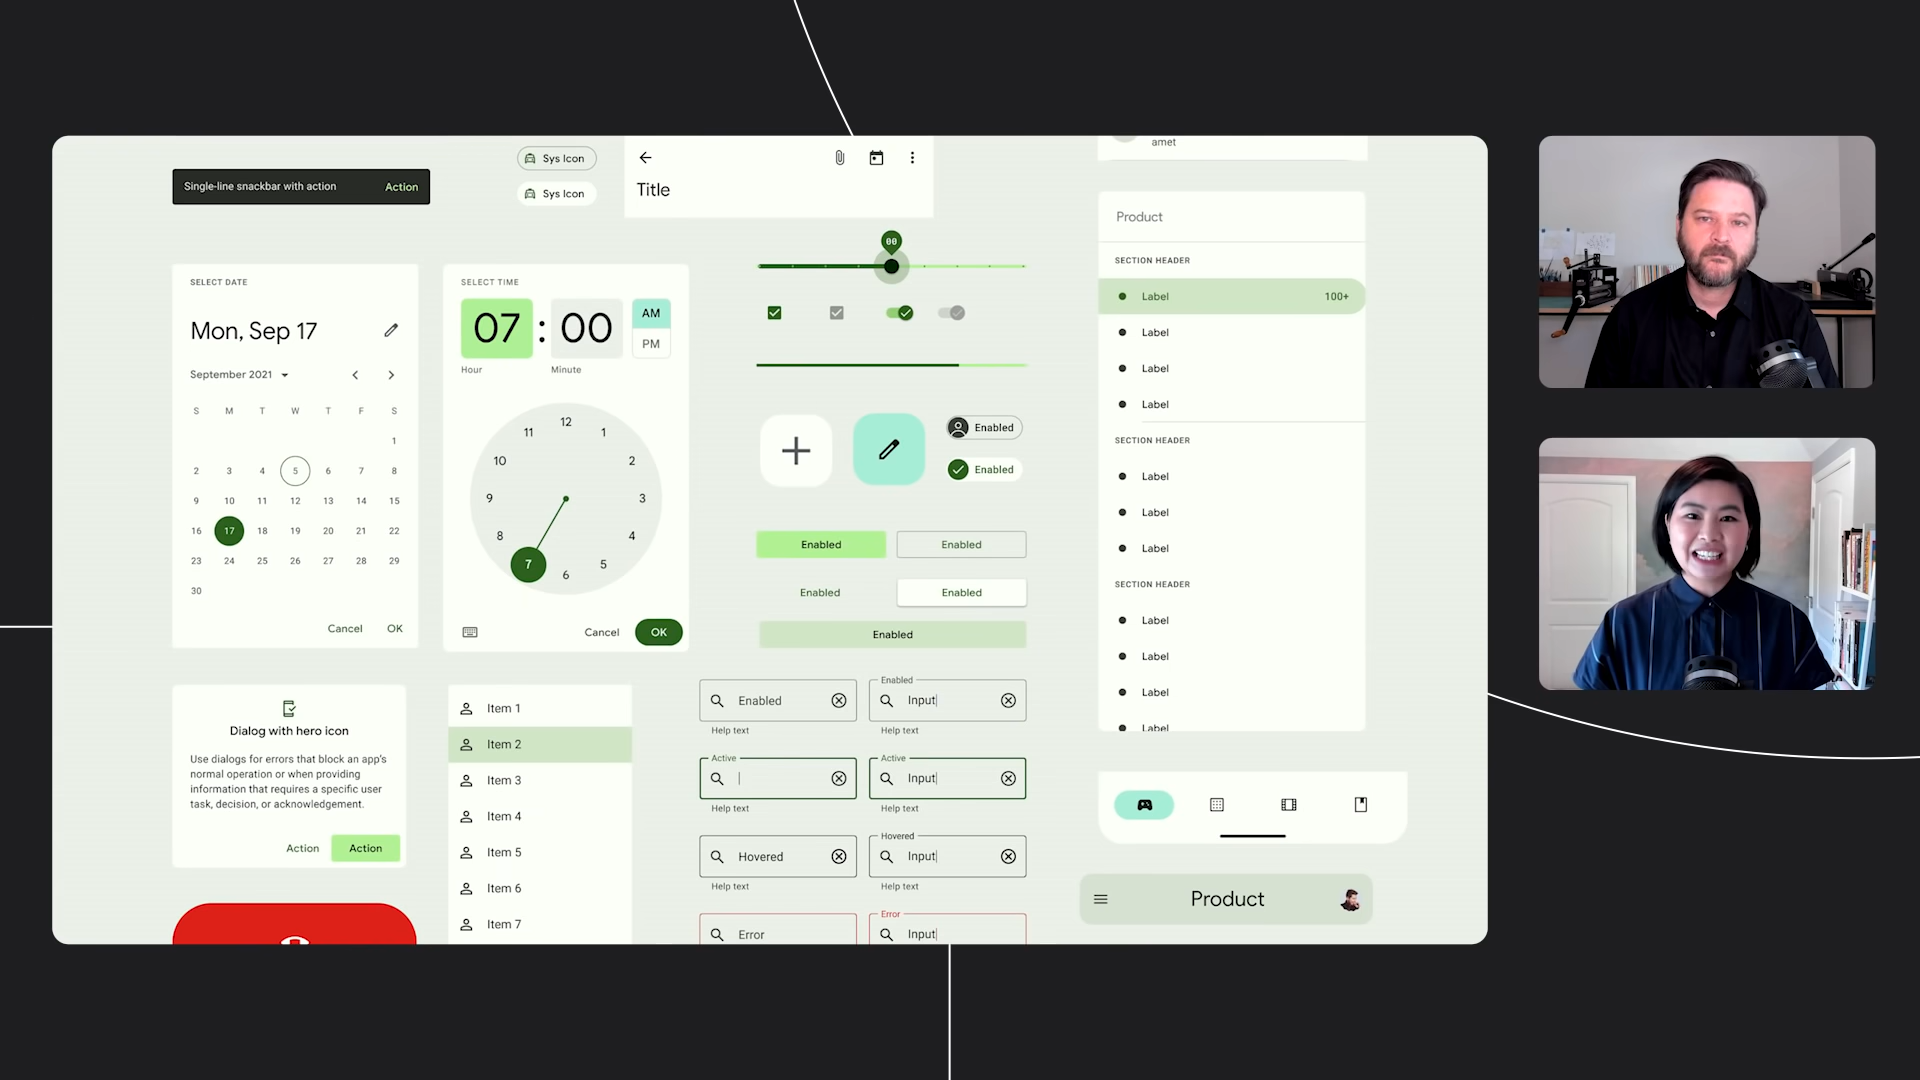 Single-line snackbar with action
Action
Sys Icon
Sys Icon
Title
amet
SELECT DATE
Mon, Sep 17
September 2021
S M T W T F S
1
2 3 4 5 6 7 8
9 10 11 12 13 14 15
16 17 18 19 20 21 22
23 24 25 26 27 28 29
30
Cancel
OK
SELECT TIME
07 : 00
AM
PM
Hour
Minute
12
1
2
3
4
5
6
7
8
9
10
11
Cancel
OK
00
Enabled
Enabled
Enabled
Enabled
Enabled
Enabled
Enabled
Product
SECTION HEADER
Label 100+
Label
Label
Label
SECTION HEADER
Label
Label
Label
SECTION HEADER
Label
Label
Label
Label
Dialog with hero icon
Use dialogs for errors that block an app's
normal operation or when providing
information that requires a specific user
task, decision, or acknowledgement.
Action
Action
Item 1
Item 2
Item 3
Item 4
Item 5
Item 6
Item 7
Enabled
Help text
Enabled
Input
Help text
Active
Help text
Active
Input
Help text
Hovered
Help text
Hovered
Input
Help text
Error
Error
Input
Product